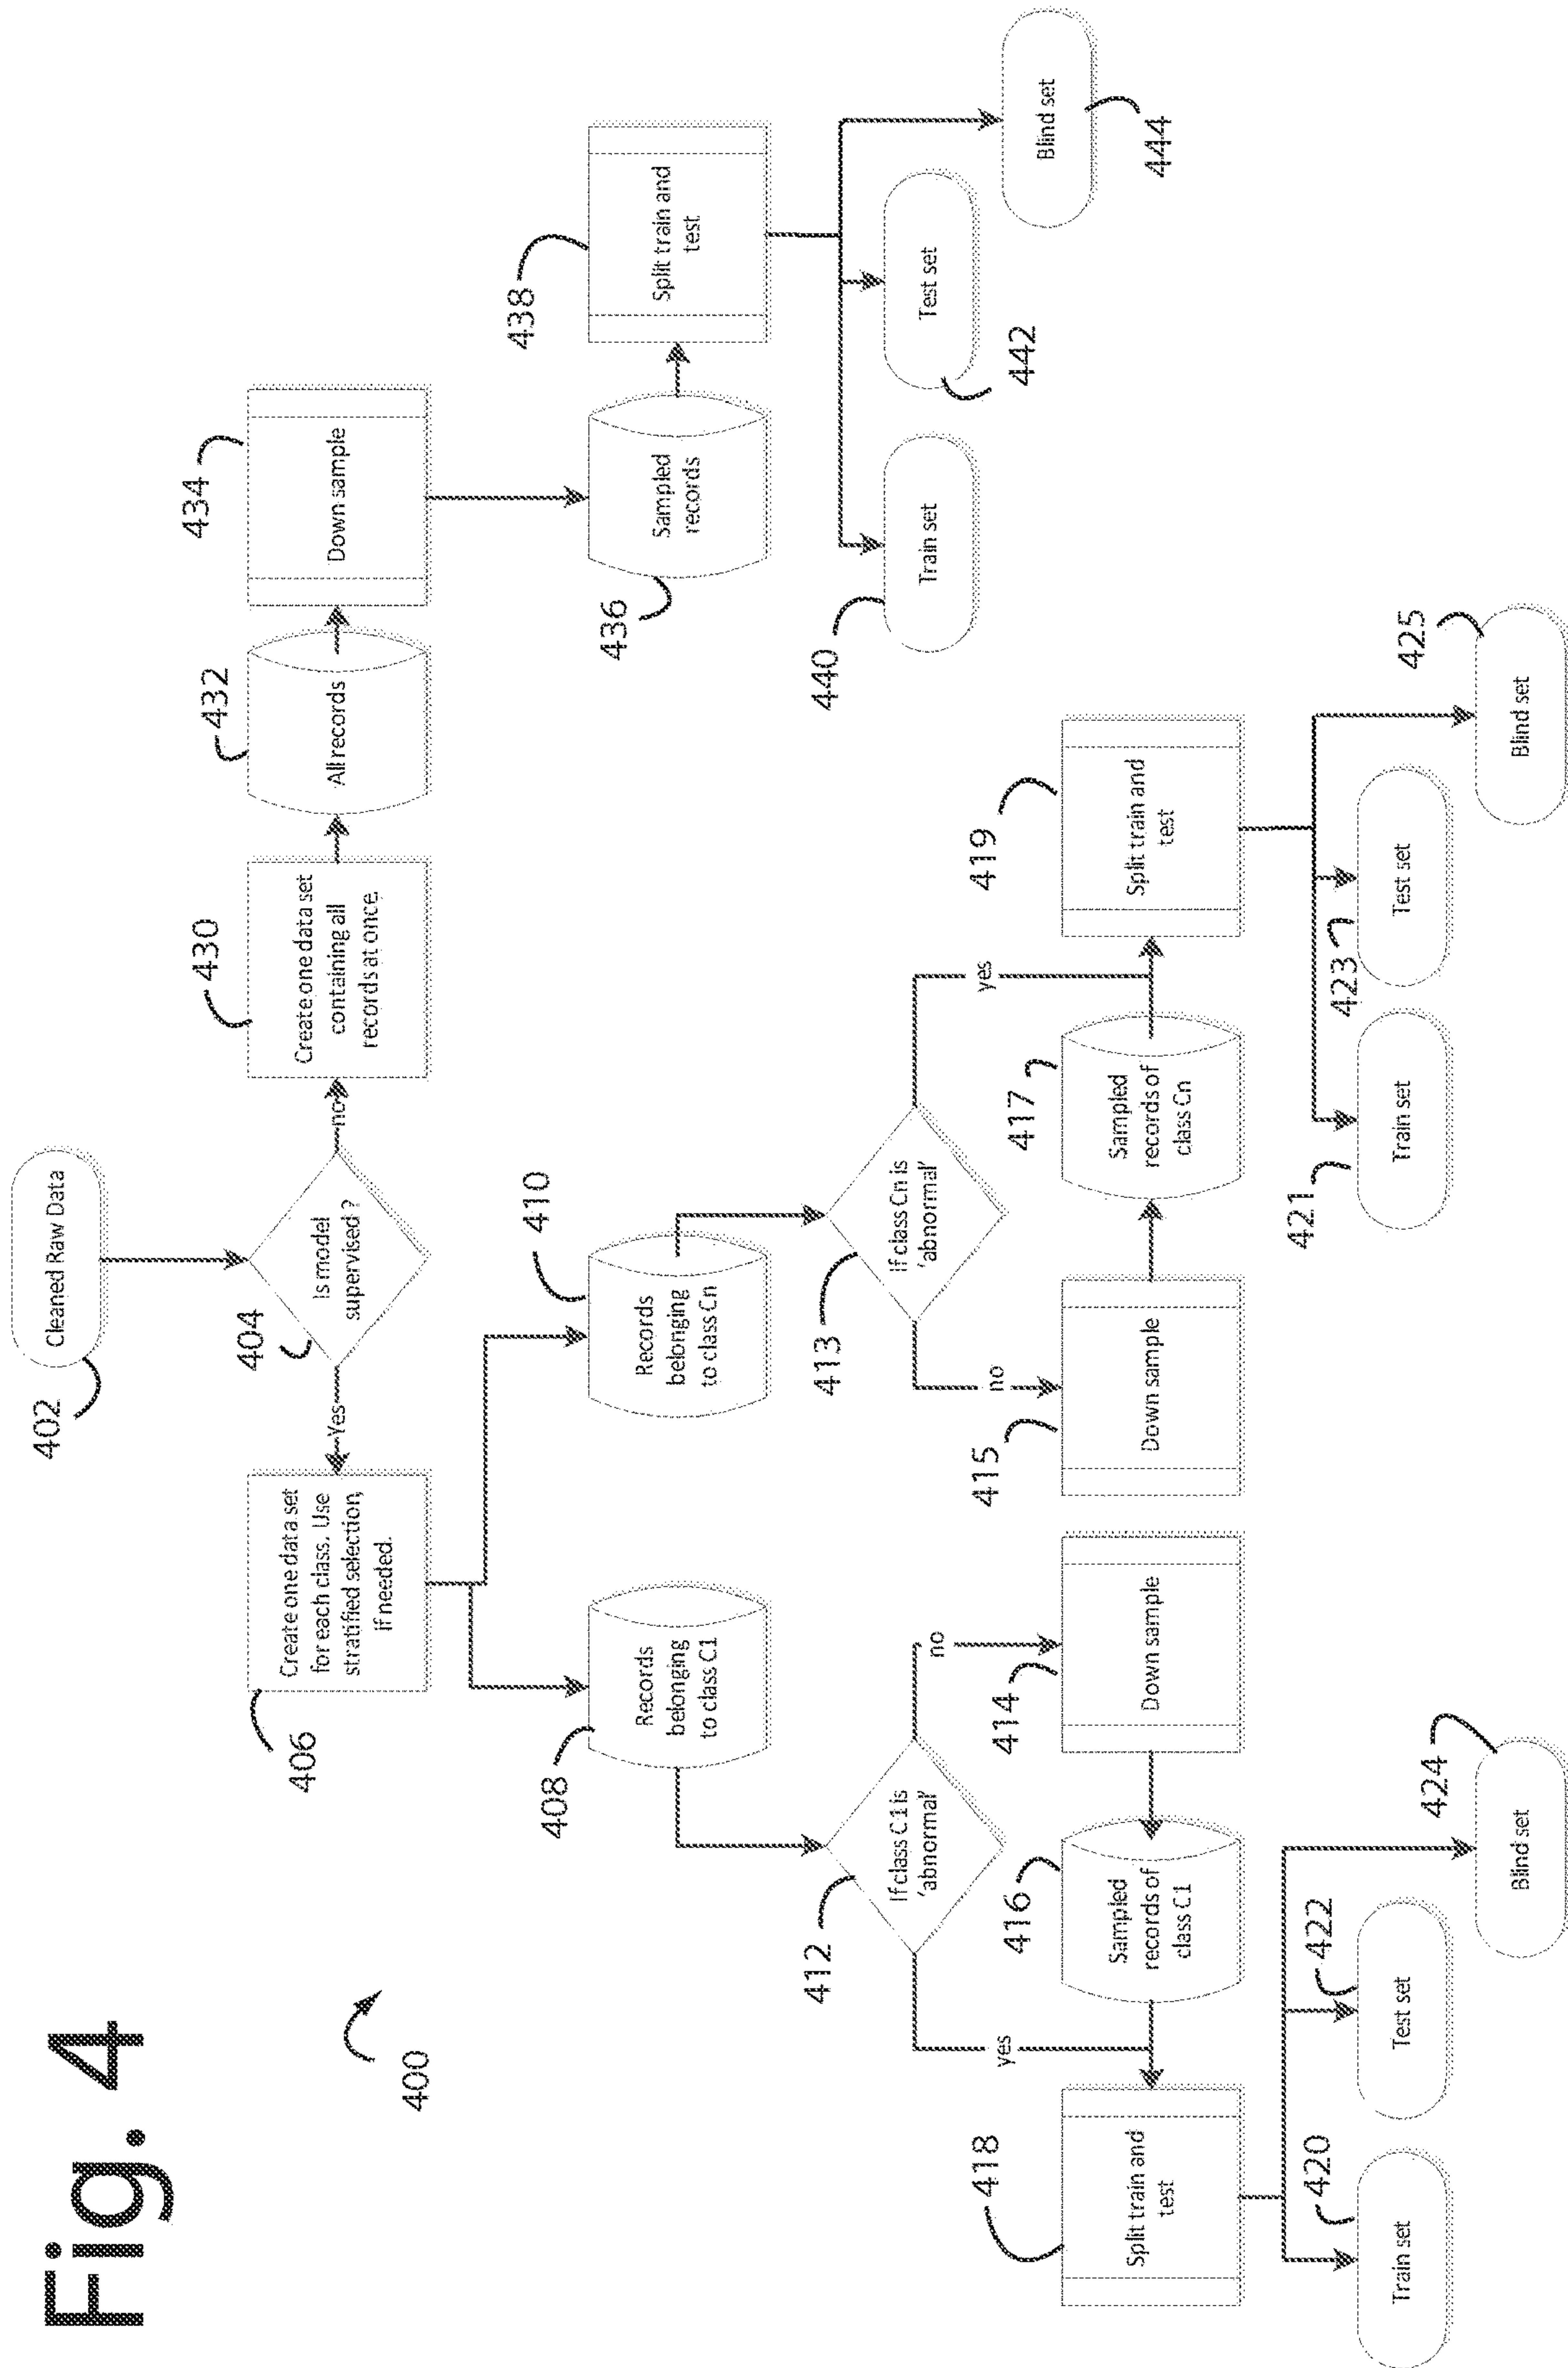 Fig. 4
400
402
Cleaned Raw Data
404
Is model
supervised ?
Yes
no
406
Create one data set
for each class. Use
stratified selection,
if needed.
430
Create one data set
containing all
records at once.
432
All records
434
Down sample
408
Records
belonging
to class C1
410
Records
belonging
to class Cn
436
Sampled
records
438
Split train and
test
440
Train set
442
Test set
444
Blind set
412
If class C1 is
'abnormal'
yes
no
413
If class Cn is
'abnormal'
no
yes
418
Split train and
test
416
Sampled
records of
class C1
414
Down sample
415
Down sample
417
Sampled
records of
class Cn
419
Split train and
test
420
Train set
422
Test set
424
Blind set
421
Train set
423
Test set
425
Blind set